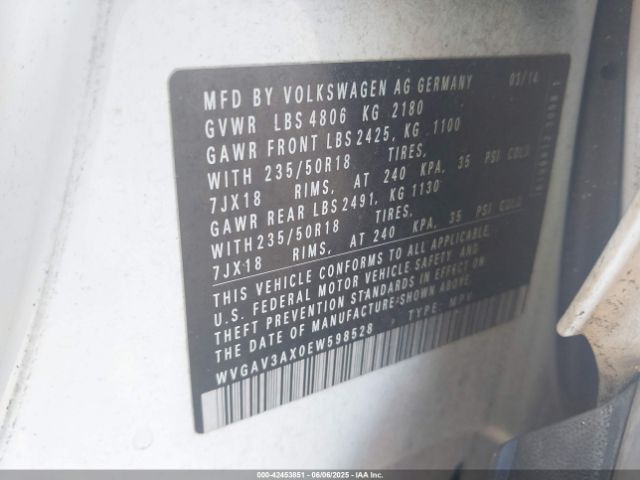 MFD BY VOLKSWAGEN AG GERMANY 03/14
GVWR LBS 4806 KG 2180
GAWR FRONT LBS 2425, KG 1100
WITH 235/50R18 TIRES,
7JX18 RIMS, AT 240 KPA, 35 PSI COLD
GAWR REAR LBS 2491, KG 1130
WITH 235/50R18 TIRES,
7JX18 RIMS, AT 240 KPA, 35 PSI COLD
THIS VEHICLE CONFORMS TO ALL APPLICABLE
U.S. FEDERAL MOTOR VEHICLE SAFETY AND
THEFT PREVENTION STANDARDS IN EFFECT ON
THE DATE OF MANUFACTURE SHOWN ABOVE.
WVGAV3AX0EW598528 TYPE: MPV
000-42453851 - 06/06/2025 - IAAI.com